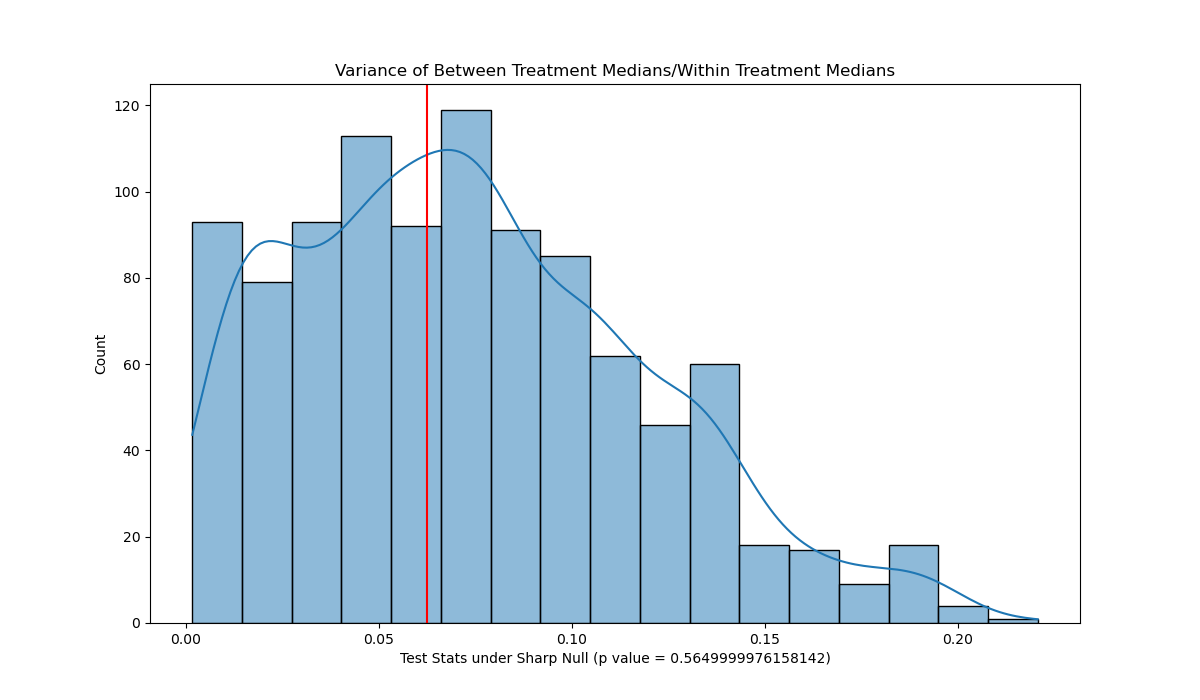 Variance of Between Treatment Medians/Within Treatment Medians
120
100
80
60
40
20
0
Count
0.00 0.05 0.10 0.15 0.20
Test Stats under Sharp Null (p value = 0.5649999976158142)